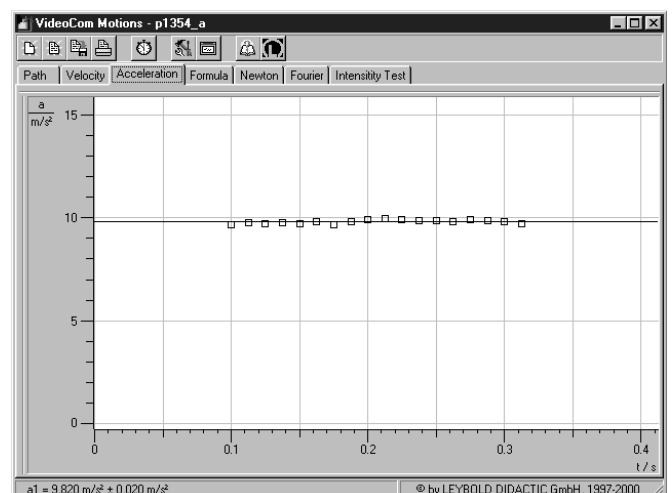 VideoCom Motions - p1354_a
Path Velocity Acceleration Formula Newton Fourier Intensitity Test
a
m/s²
15
10
5
0
0 0.1 0.2 0.3 0.4
t / s
a1 = 9.820 m/s² ± 0.020 m/s² © by LEYBOLD DIDACTIC GmbH, 1997-2000